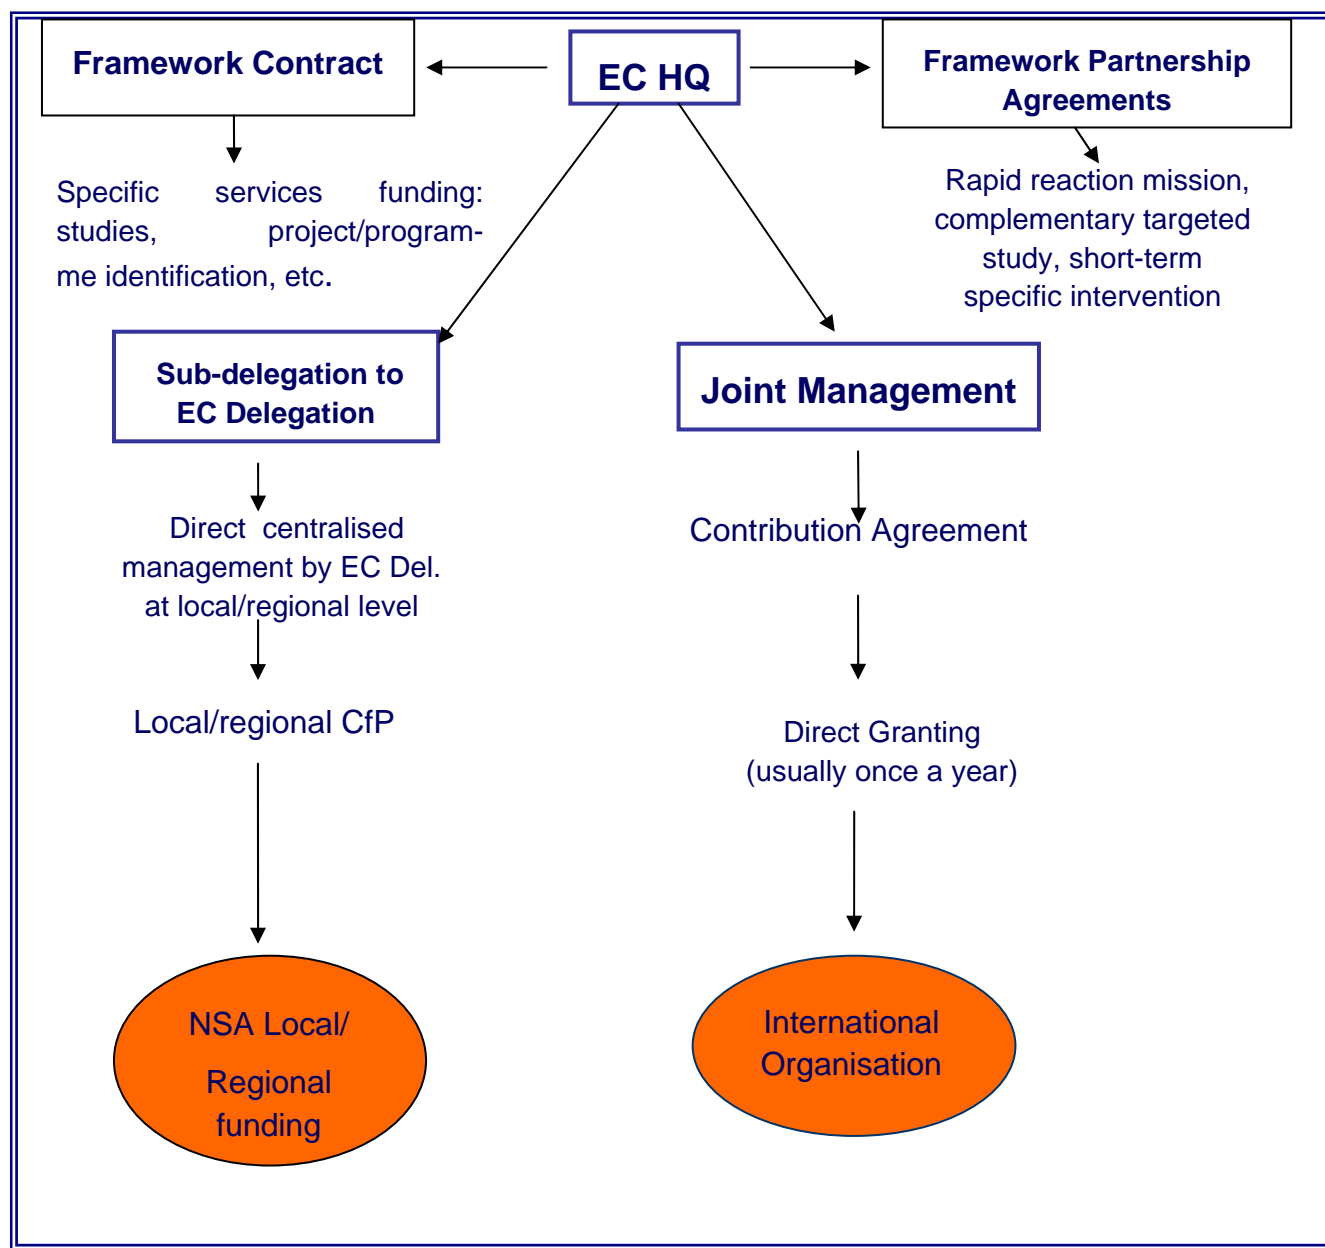 Framework Contract
EC HQ
Framework Partnership
Agreements
Specific services funding:
studies, project/program-
me identification, etc.
Rapid reaction mission,
complementary targeted
study, short-term
specific intervention
Sub-delegation to
EC Delegation
Joint Management
Direct centralised
management by EC Del.
at local/regional level
Contribution Agreement
Local/regional CfP
Direct Granting
(usually once a year)
NSA Local/
Regional
funding
International
Organisation